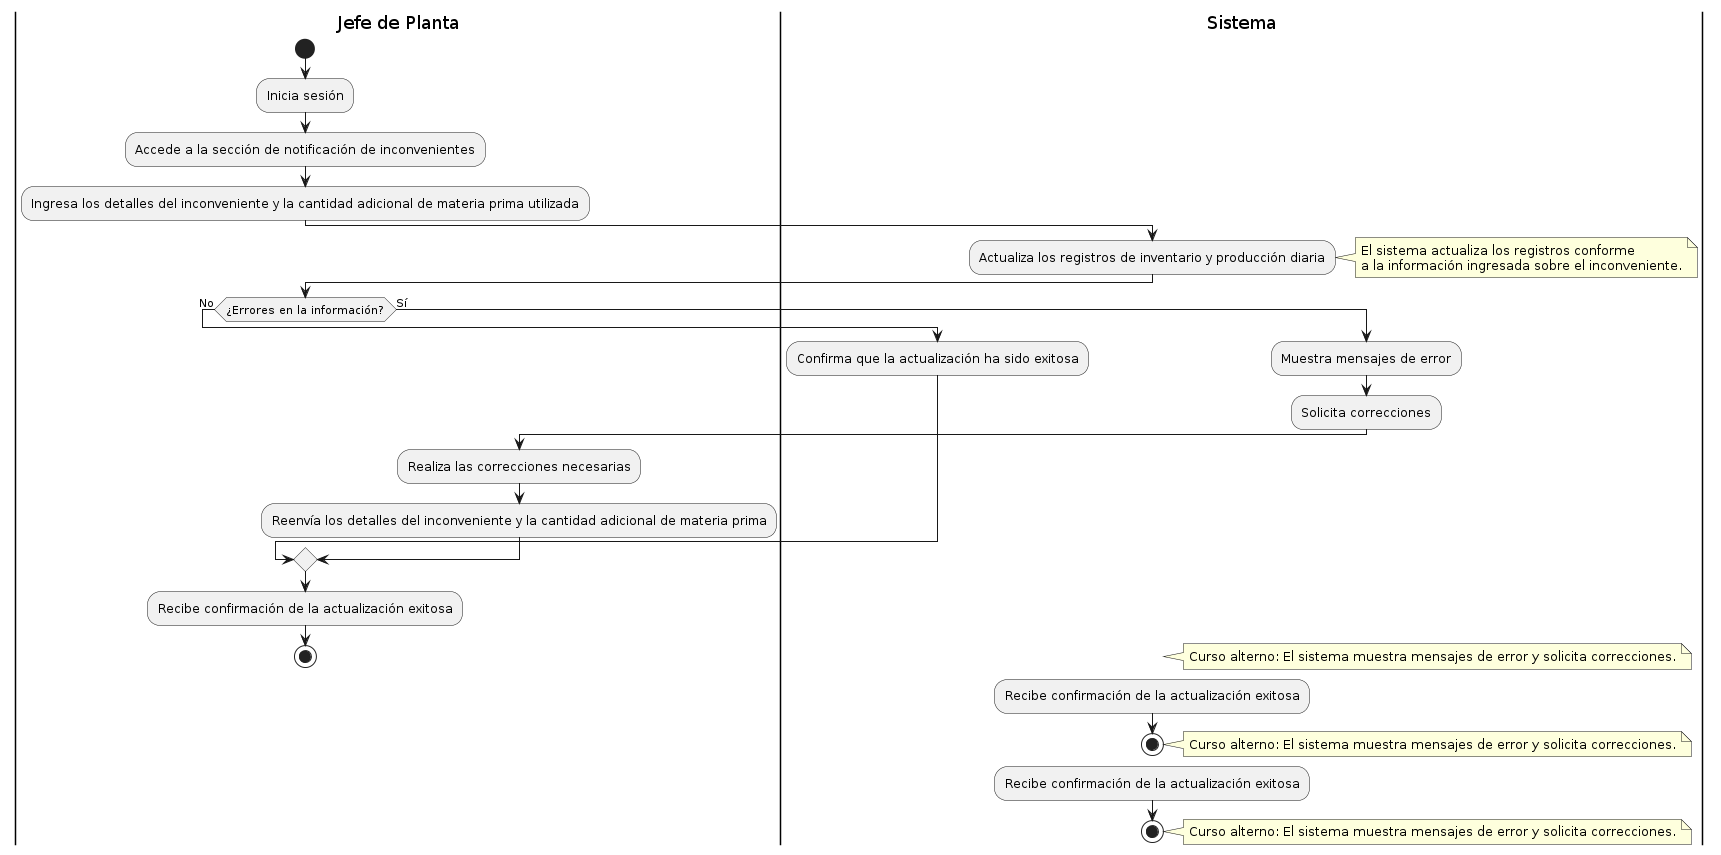 Jefe de Planta
Sistema
Inicia sesión
Accede a la sección de notificación de inconvenientes
Ingresa los detalles del inconveniente y la cantidad adicional de materia prima utilizada
Actualiza los registros de inventario y producción diaria
El sistema actualiza los registros conforme
a la información ingresada sobre el inconveniente.
No
¿Errores en la información?
Sí
Confirma que la actualización ha sido exitosa
Muestra mensajes de error
Solicita correcciones
Realiza las correcciones necesarias
Reenvía los detalles del inconveniente y la cantidad adicional de materia prima
Recibe confirmación de la actualización exitosa
Curso alterno: El sistema muestra mensajes de error y solicita correcciones.
Recibe confirmación de la actualización exitosa
Curso alterno: El sistema muestra mensajes de error y solicita correcciones.
Recibe confirmación de la actualización exitosa
Curso alterno: El sistema muestra mensajes de error y solicita correcciones.